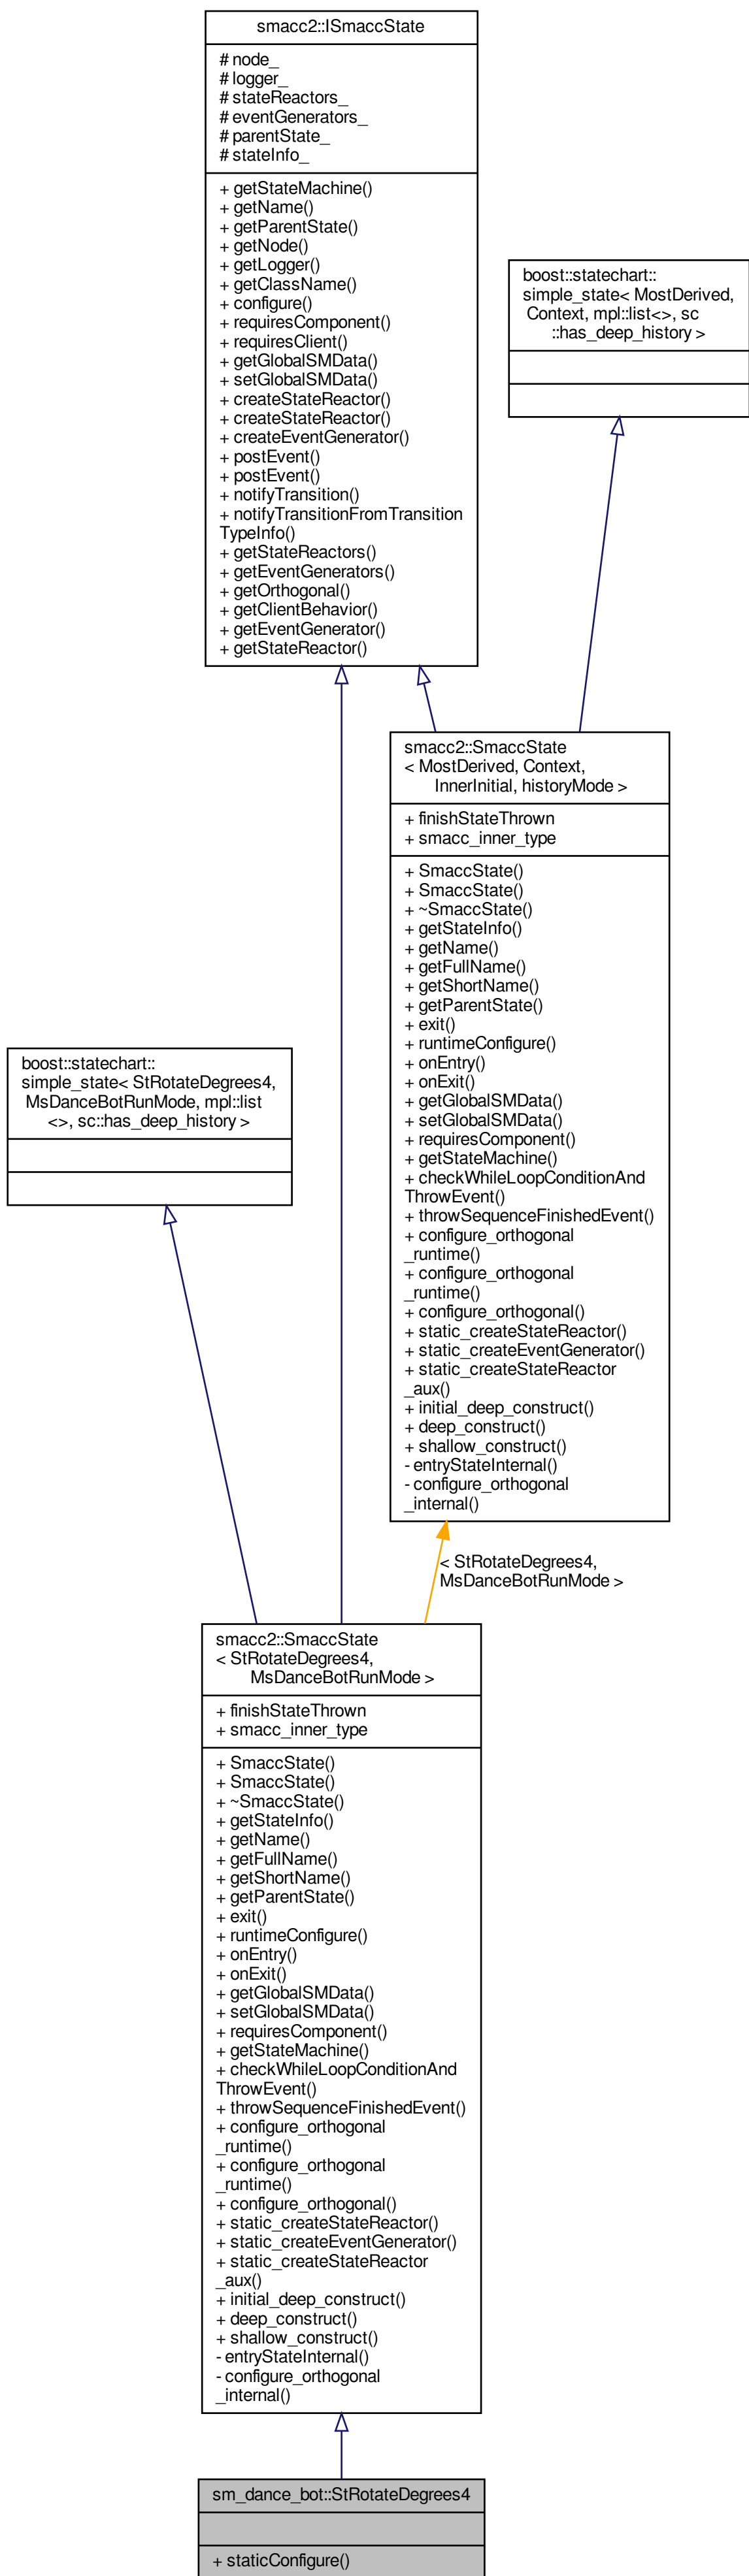 smacc2::ISmaccState
# node_
# logger_
# stateReactors_
# eventGenerators_
# parentState_
# stateInfo_
+ getStateMachine()
+ getName()
+ getParentState()
+ getNode()
+ getLogger()
+ getClassName()
+ configure()
+ requiresComponent()
+ requiresClient()
+ getGlobalSMData()
+ setGlobalSMData()
+ createStateReactor()
+ createStateReactor()
+ createEventGenerator()
+ postEvent()
+ postEvent()
+ notifyTransition()
+ notifyTransitionFromTransition
TypeInfo()
+ getStateReactors()
+ getEventGenerators()
+ getOrthogonal()
+ getClientBehavior()
+ getEventGenerator()
+ getStateReactor()
boost::statechart::
simple_state< MostDerived,
Context, mpl::list<>, sc
::has_deep_history >
smacc2::SmaccState
< MostDerived, Context,
InnerInitial, historyMode >
+ finishStateThrown
+ smacc_inner_type
+ SmaccState()
+ SmaccState()
+ ~SmaccState()
+ getStateInfo()
+ getName()
+ getFullName()
+ getShortName()
+ getParentState()
+ exit()
+ runtimeConfigure()
+ onEntry()
+ onExit()
+ getGlobalSMData()
+ setGlobalSMData()
+ requiresComponent()
+ getStateMachine()
+ checkWhileLoopConditionAnd
ThrowEvent()
+ throwSequenceFinishedEvent()
+ configure_orthogonal
_runtime()
+ configure_orthogonal
_runtime()
+ configure_orthogonal()
+ static_createStateReactor()
+ static_createEventGenerator()
+ static_createStateReactor
_aux()
+ initial_deep_construct()
+ deep_construct()
+ shallow_construct()
- entryStateInternal()
- configure_orthogonal
_internal()
boost::statechart::
simple_state< StRotateDegrees4,
MsDanceBotRunMode, mpl::list
<>, sc::has_deep_history >
< StRotateDegrees4,
MsDanceBotRunMode >
smacc2::SmaccState
< StRotateDegrees4,
MsDanceBotRunMode >
+ finishStateThrown
+ smacc_inner_type
+ SmaccState()
+ SmaccState()
+ ~SmaccState()
+ getStateInfo()
+ getName()
+ getFullName()
+ getShortName()
+ getParentState()
+ exit()
+ runtimeConfigure()
+ onEntry()
+ onExit()
+ getGlobalSMData()
+ setGlobalSMData()
+ requiresComponent()
+ getStateMachine()
+ checkWhileLoopConditionAnd
ThrowEvent()
+ throwSequenceFinishedEvent()
+ configure_orthogonal
_runtime()
+ configure_orthogonal
_runtime()
+ configure_orthogonal()
+ static_createStateReactor()
+ static_createEventGenerator()
+ static_createStateReactor
_aux()
+ initial_deep_construct()
+ deep_construct()
+ shallow_construct()
- entryStateInternal()
- configure_orthogonal
_internal()
sm_dance_bot::StRotateDegrees4
+ staticConfigure()